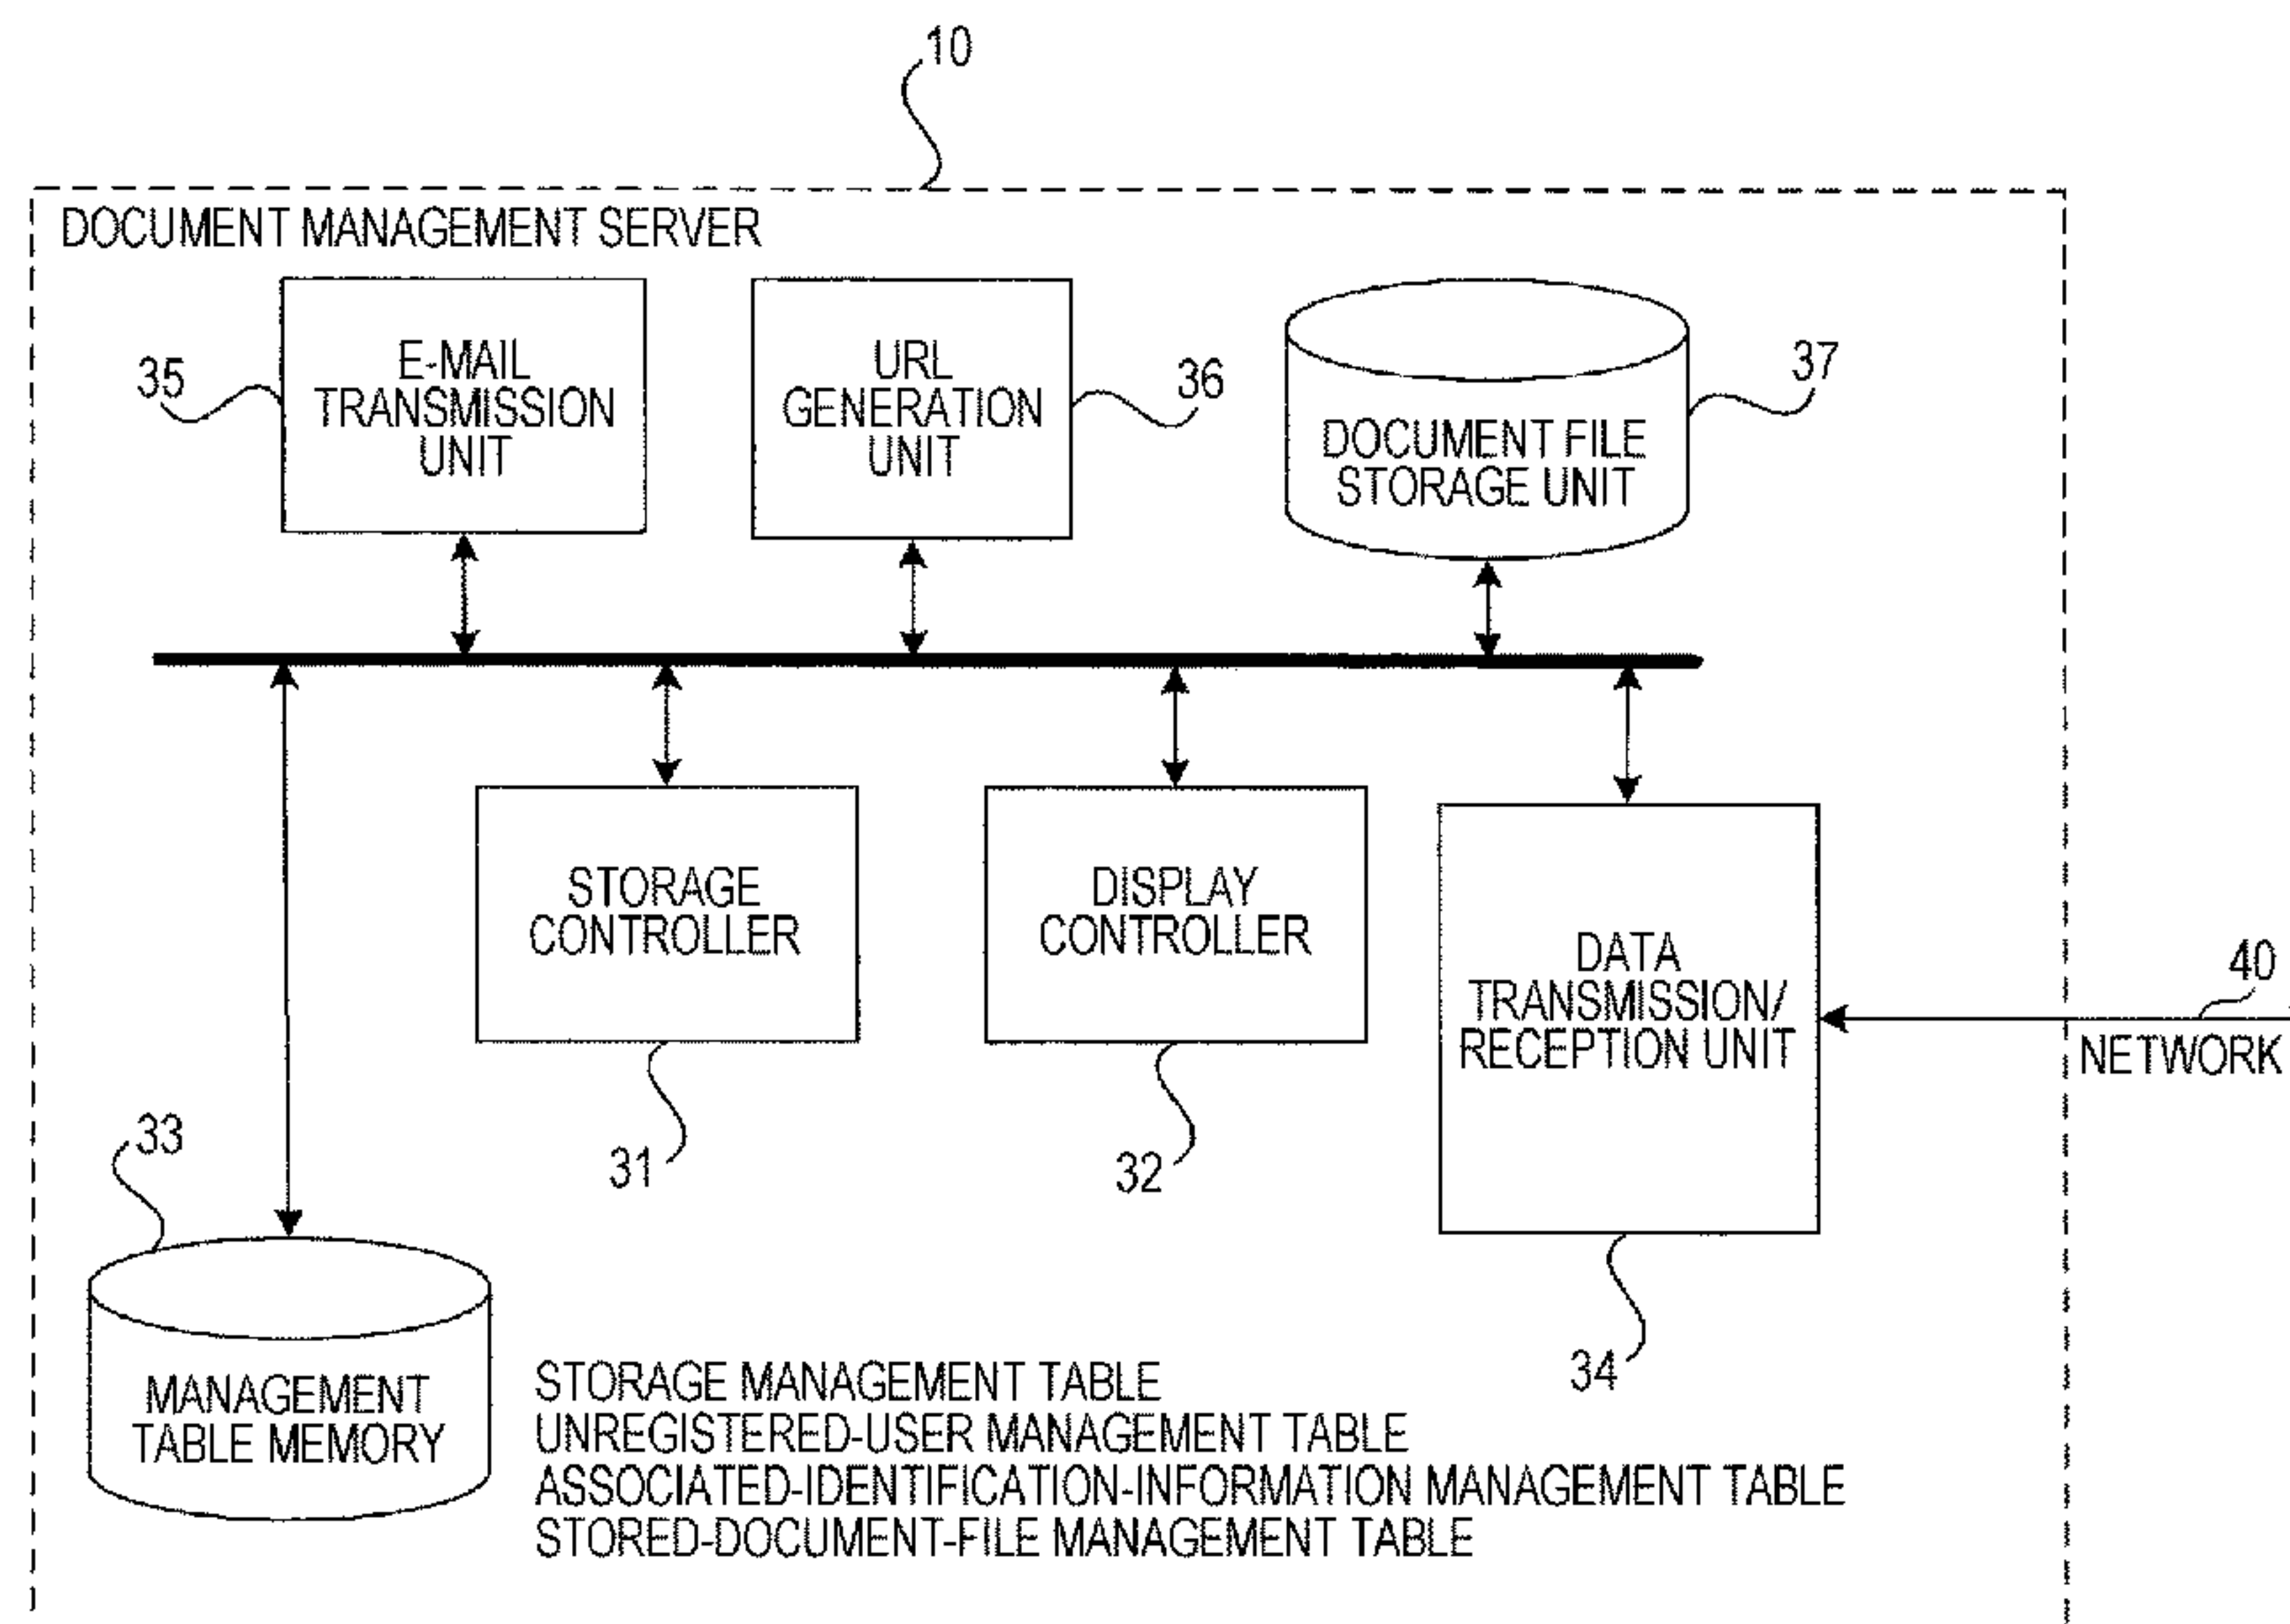 10
DOCUMENT MANAGEMENT SERVER
35
E-MAIL
TRANSMISSION
UNIT
URL
GENERATION
UNIT
36
DOCUMENT FILE
STORAGE UNIT
37
STORAGE
CONTROLLER
31
DISPLAY
CONTROLLER
32
DATA
TRANSMISSION/
RECEPTION UNIT
34
40
NETWORK
33
MANAGEMENT
TABLE MEMORY
STORAGE MANAGEMENT TABLE
UNREGISTERED-USER MANAGEMENT TABLE
ASSOCIATED-IDENTIFICATION-INFORMATION MANAGEMENT TABLE
STORED-DOCUMENT-FILE MANAGEMENT TABLE